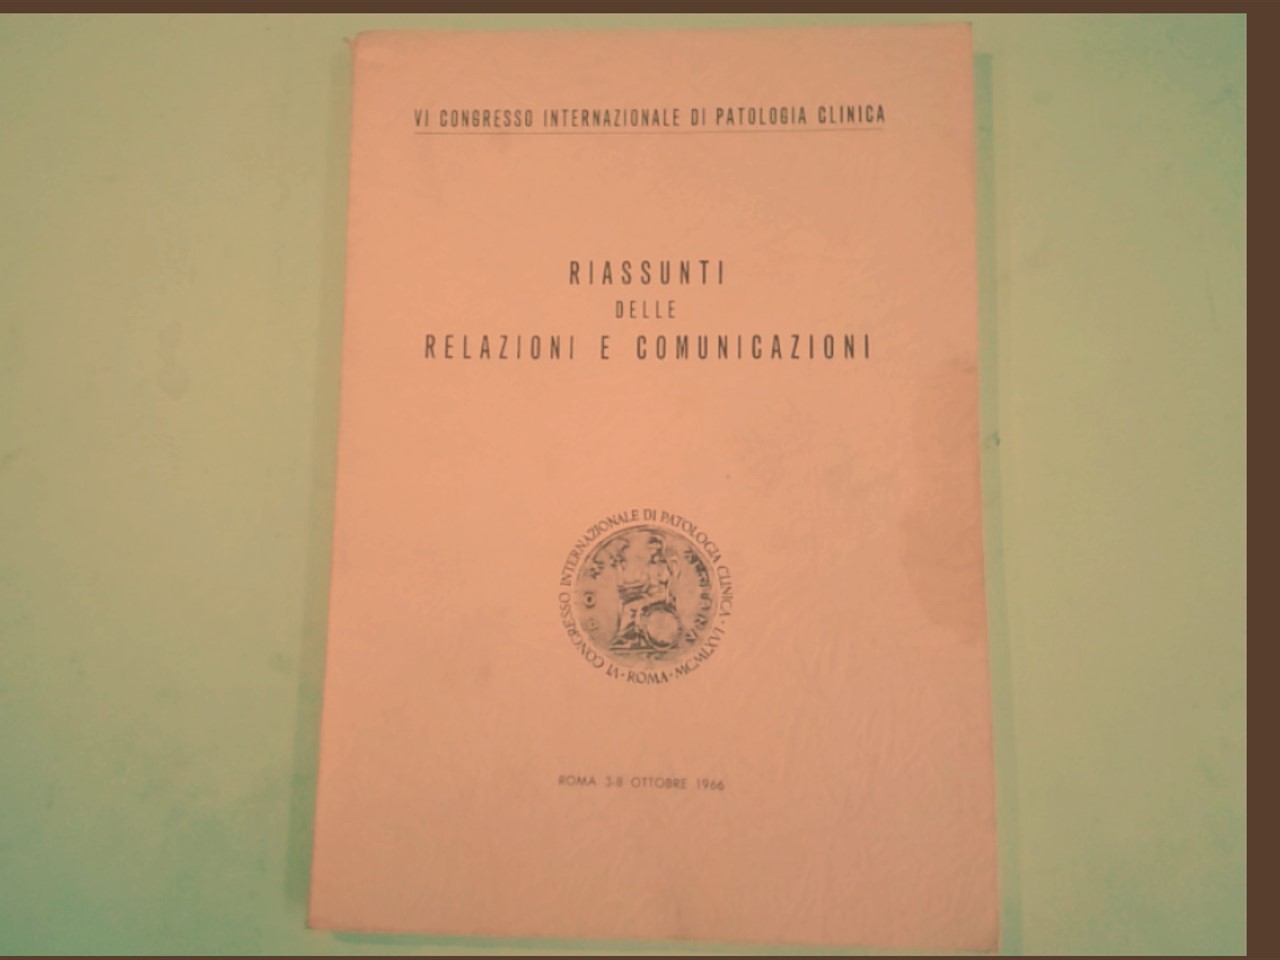 VI CONGRESSO INTERNAZIONALE DI PATOLOGIA CLINICA
RIASSUNTI
DELLE
RELAZIONI E COMUNICAZIONI
VI CONGRESSO INTERNAZIONALE DI PATOLOGIA CLINICA · ROMA · MCMLXVI ·
ROMA 3-8 OTTOBRE 1966